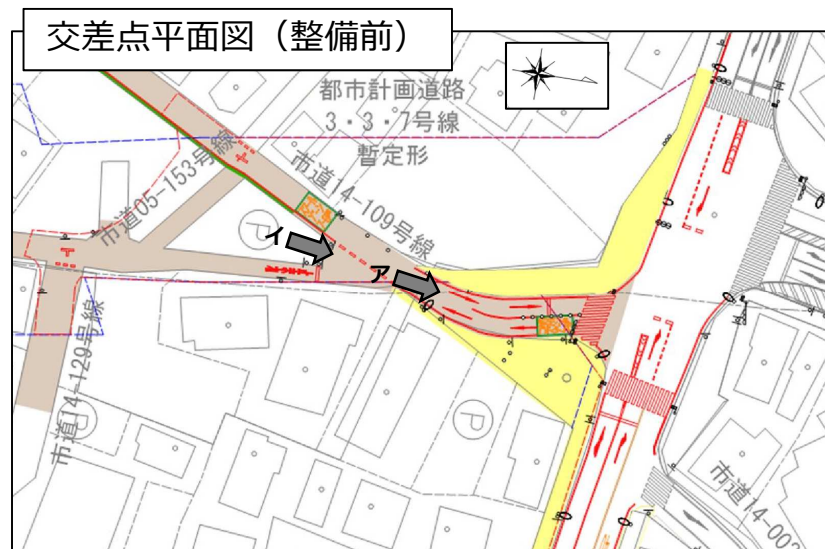 交差点平面図（整備前）
都市計画道路
3・3・7号線
暫定形
市道05-153号線
市道14-109号線
P
イ
ア
市道14-129号線
P
P
市道14-003